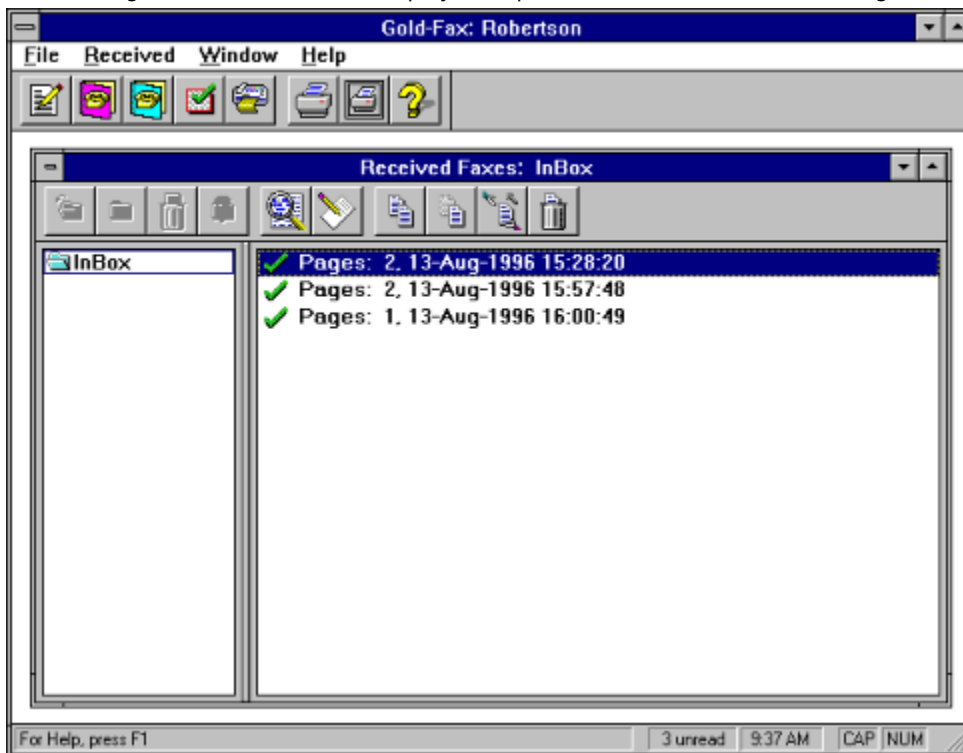 Gold-Fax: Robertson
File Received Window Help
Received Faxes: InBox
InBox
Pages: 2, 13-Aug-1996 15:28:20
Pages: 2, 13-Aug-1996 15:57:48
Pages: 1, 13-Aug-1996 16:00:49
For Help, press F1 3 unread 9:37 AM CAP NUM